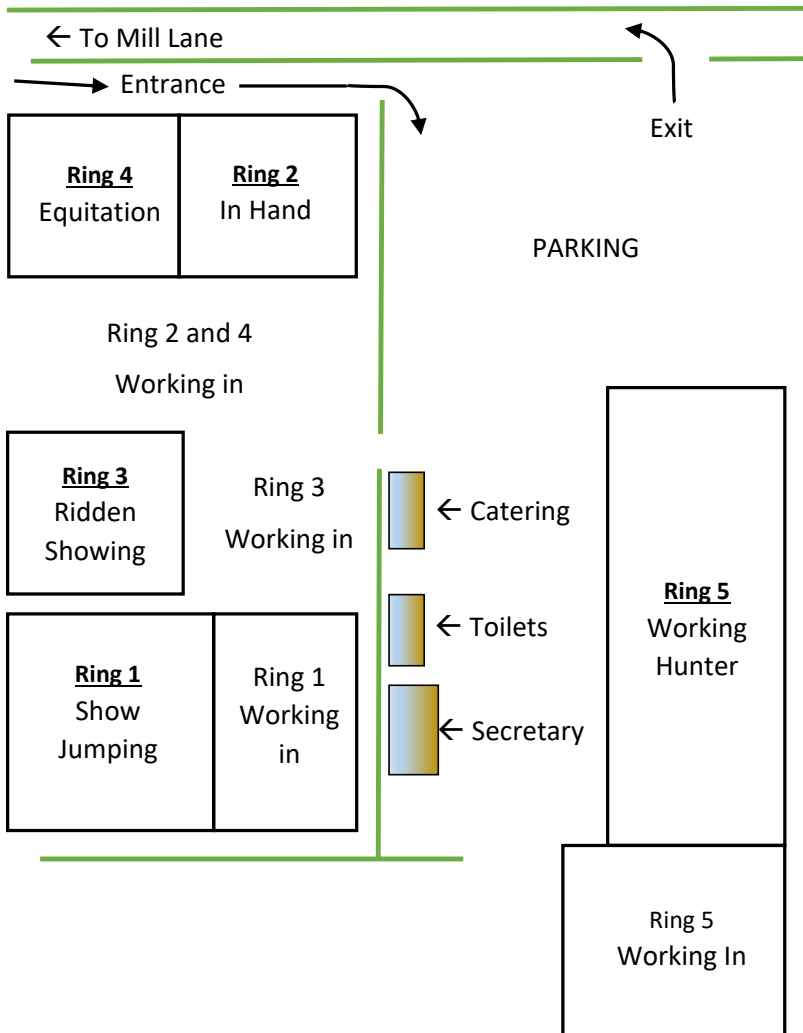 ← To Mill Lane
Entrance
Exit
Ring 4
Equitation
Ring 2
In Hand
PARKING
Ring 2 and 4
Working in
Ring 3
Ridden
Showing
Ring 3
Working in
← Catering
← Toilets
← Secretary
Ring 5
Working
Hunter
Ring 1
Show
Jumping
Ring 1
Working
in
Ring 5
Working In